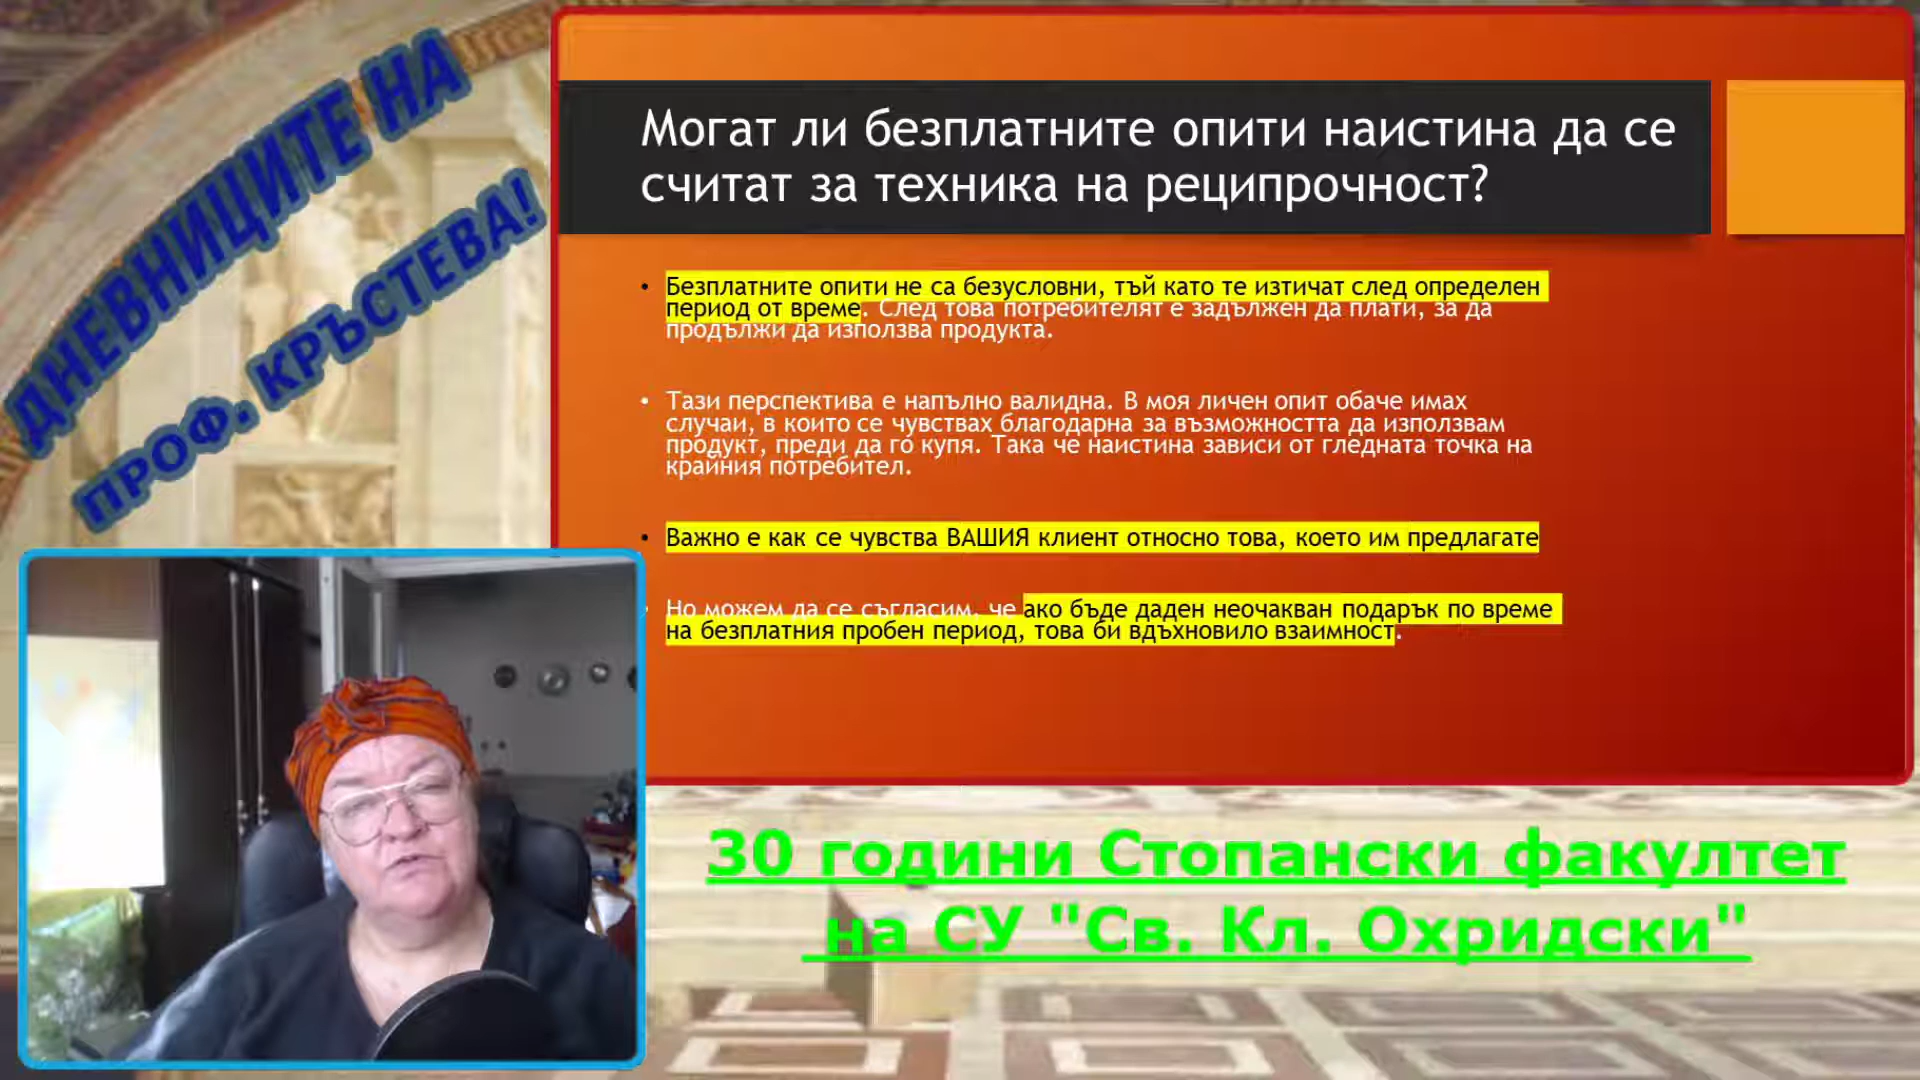 ДНЕВНИЦИТЕ НА
ПРОФ. КРЪСТЕВА!
Могат ли безплатните опити наистина да се
считат за техника на реципрочност?
• Безплатните опити не са безусловни, тъй като те изтичат след определен
период от време. След това потребителят е задължен да плати, за да
продължи да използва продукта.
• Тази перспектива е напълно валидна. В моя личен опит обаче имах
случаи, в които се чувствах благодарна за възможността да използвам
продукт, преди да го купя. Така че наистина зависи от гледната точка на
крайния потребител.
• Важно е как се чувства ВАШИЯ клиент относно това, което им предлагате
• Но можем да се съгласим, че ако бъде даден неочакван подарък по време
на безплатния пробен период, това би вдъхновило взаимност.
30 години Стопански факултет
на СУ "Св. Кл. Охридски"